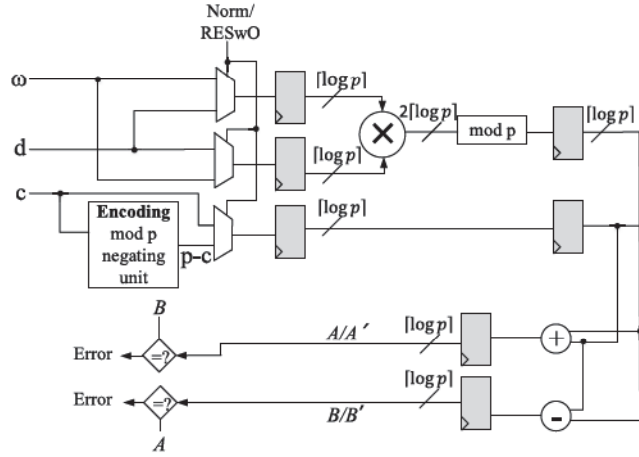 Norm/
RESwO
ω
⌈log p⌉
⌈log p⌉
2⌈log p⌉
×
mod p
d
⌈log p⌉
c
⌈log p⌉
Encoding
mod p
negating
unit
p-c
B
A/A′
⌈log p⌉
+
Error
=?
⌈log p⌉
Error
=?
B/B′
-
A